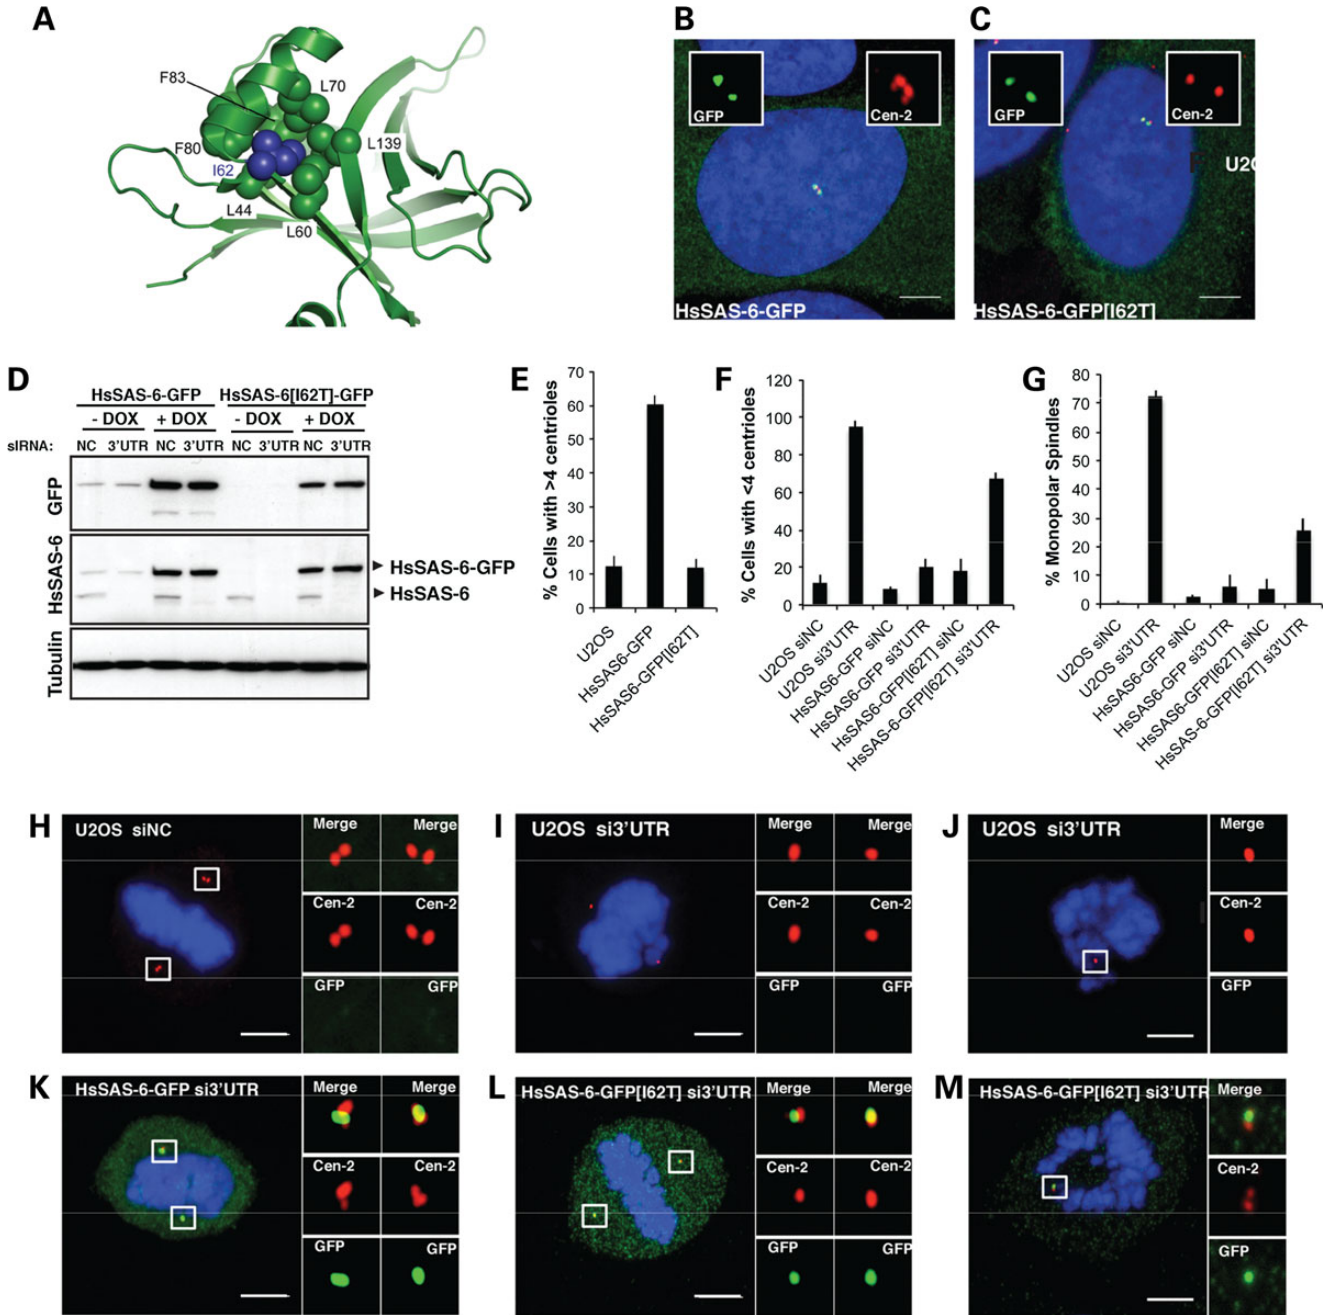 A
F83
L70
F80
I62
L139
L44
L60
B
GFP
Cen-2
HsSAS-6-GFP
C
GFP
Cen-2
HsSAS-6-GFP[I62T]
D
HsSAS-6-GFP HsSAS-6[I62T]-GFP
- DOX + DOX - DOX + DOX
siRNA: NC 3'UTR NC 3'UTR NC 3'UTR NC 3'UTR
GFP
HsSAS-6
HsSAS-6-GFP
HsSAS-6
Tubulin
E
% Cells with >4 centrioles
70
60
50
40
30
20
10
0
U2OS
HsSAS6-GFP
HsSAS6-GFP[I62T]
F
% Cells with <4 centrioles
120
100
80
60
40
20
0
U2OS siNC
U2OS si3'UTR
HsSAS6-GFP siNC
HsSAS6-GFP si3'UTR
HsSAS6-GFP[I62T] siNC
HsSAS-6-GFP[I62T] si3'UTR
G
% Monopolar Spindles
80
70
60
50
40
30
20
10
0
U2OS siNC
U2OS si3'UTR
HsSAS6-GFP siNC
HsSAS6-GFP si3'UTR
HsSAS6-GFP[I62T] siNC
HsSAS-6-GFP[I62T] si3'UTR
H
U2OS siNC
Merge Merge
Cen-2 Cen-2
GFP GFP
I
U2OS si3'UTR
Merge Merge
Cen-2 Cen-2
GFP GFP
J
U2OS si3'UTR
Merge
Cen-2
GFP
K
HsSAS-6-GFP si3'UTR
Merge Merge
Cen-2 Cen-2
GFP GFP
L
HsSAS-6-GFP[I62T] si3'UTR
Merge Merge
Cen-2 Cen-2
GFP GFP
M
HsSAS-6-GFP[I62T] si3'UTR
Merge
Cen-2
GFP